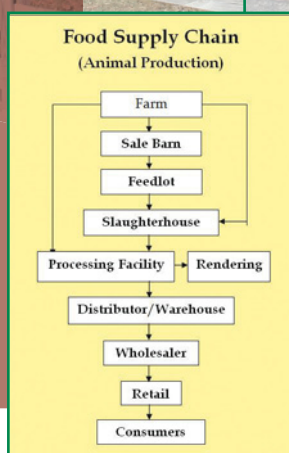 Food Supply Chain
(Animal Production)
Farm
Sale Barn
Feedlot
Slaughterhouse
Processing Facility
Rendering
Distributor/Warehouse
Wholesaler
Retail
Consumers